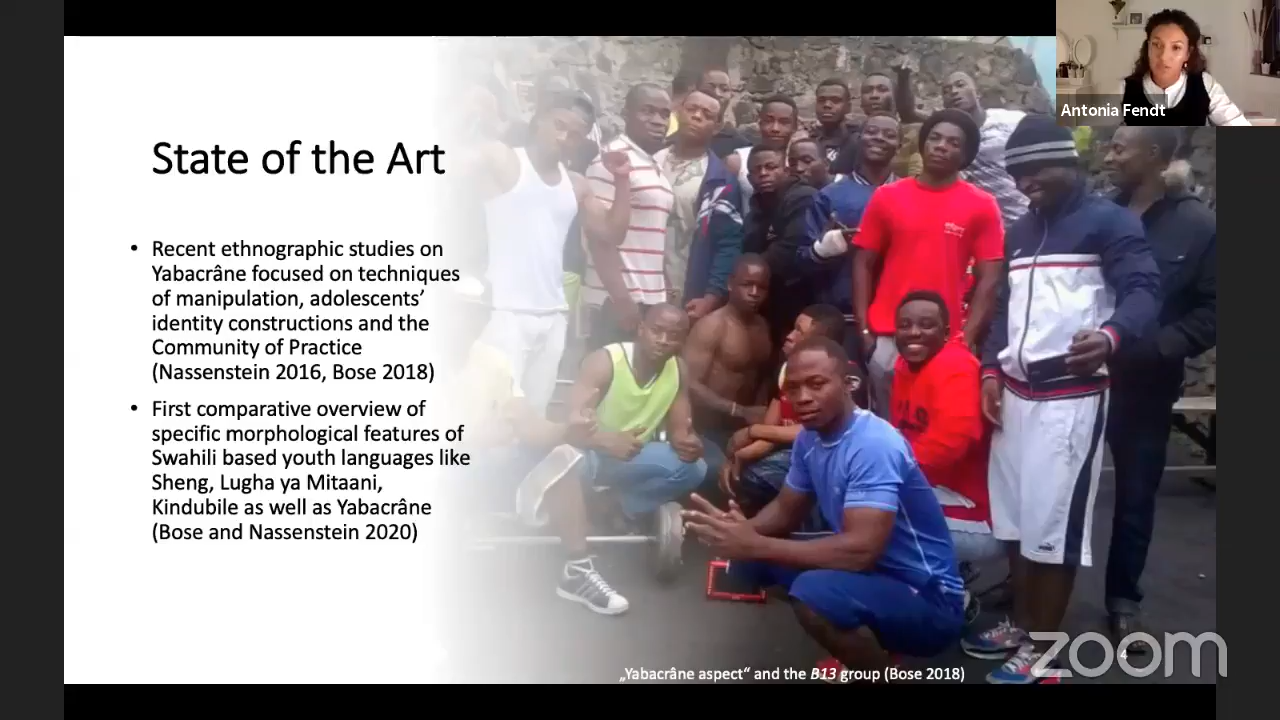 Antonia Fendt
State of the Art
• Recent ethnographic studies on
Yabacrâne focused on techniques
of manipulation, adolescents’
identity constructions and the
Community of Practice
(Nassenstein 2016, Bose 2018)
• First comparative overview of
specific morphological features of
Swahili based youth languages like
Sheng, Lugha ya Mitaani,
Kindubile as well as Yabacrâne
(Bose and Nassenstein 2020)
„Yabacrâne aspect“ and the B13 group (Bose 2018)
4
zoom